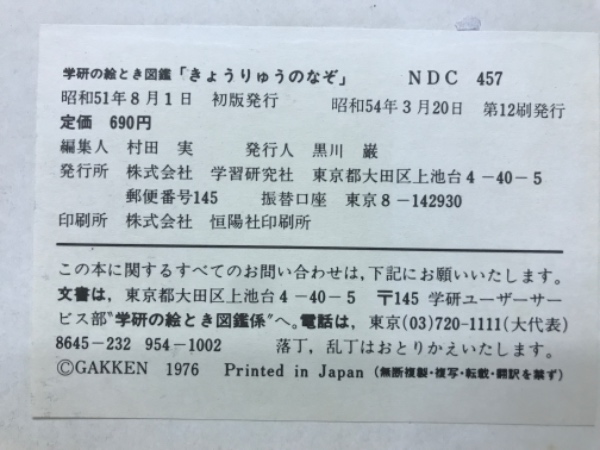 学研の絵とき図鑑「きょうりゅうのなぞ」 NDC 457
昭和51年8月1日 初版発行 昭和54年3月20日 第12刷発行
定価 690円
編集人 村田 実 発行人 黒川 巌
発行所 株式会社 学習研究社 東京都大田区上池台4-40-5
郵便番号145 振替口座 東京8-142930
印刷所 株式会社 恒陽社印刷所
この本に関するすべてのお問い合わせは,下記にお願いいたします。
文書は,東京都大田区上池台4-40-5 〒145 学研ユーザーサー
ビス部"学研の絵とき図鑑係"へ。電話は,東京(03)720-1111(大代表)
8645-232 954-1002 落丁,乱丁はおとりかえいたします。
©GAKKEN 1976 Printed in Japan (無断複製・複写・転載・翻訳を禁ず)